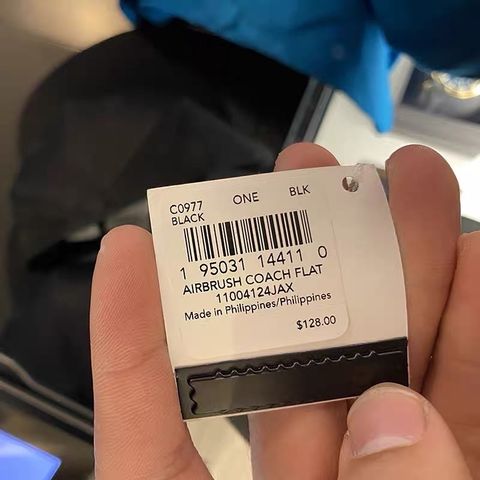 C0977 ONE BLK
BLACK
1 95031 14411 0
AIRBRUSH COACH FLAT
11004124JAX
Made in Philippines/Philippines
$128.00